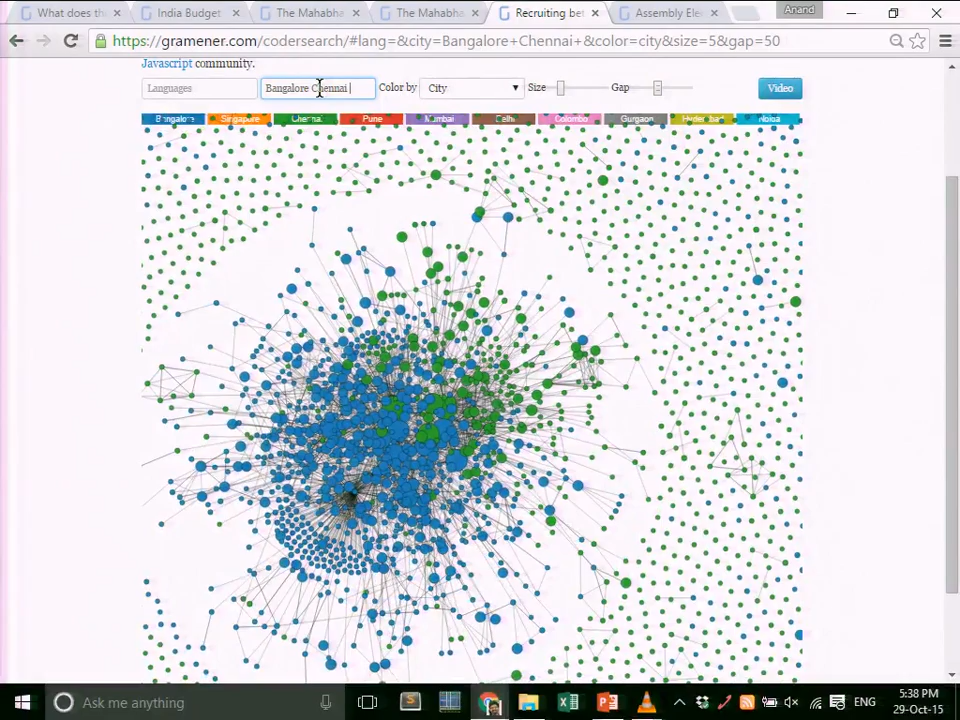 What does the
India Budget
The Mahabha
The Mahabha
Recruiting be
Assembly Ele
Anand
https://gramener.com/codersearch/#lang=&city=Bangalore+Chennai+&color=city&size=5&gap=50
Javascript community.
Languages
Bangalore Chennai
Color by
City
Size
Gap
Video
Bangalore
Singapore
Chennai
Pune
Mumbai
Delhi
Colombo
Gurgaon
Hyderabad
Noida
Ask me anything
ENG
5:38 PM
29-Oct-15